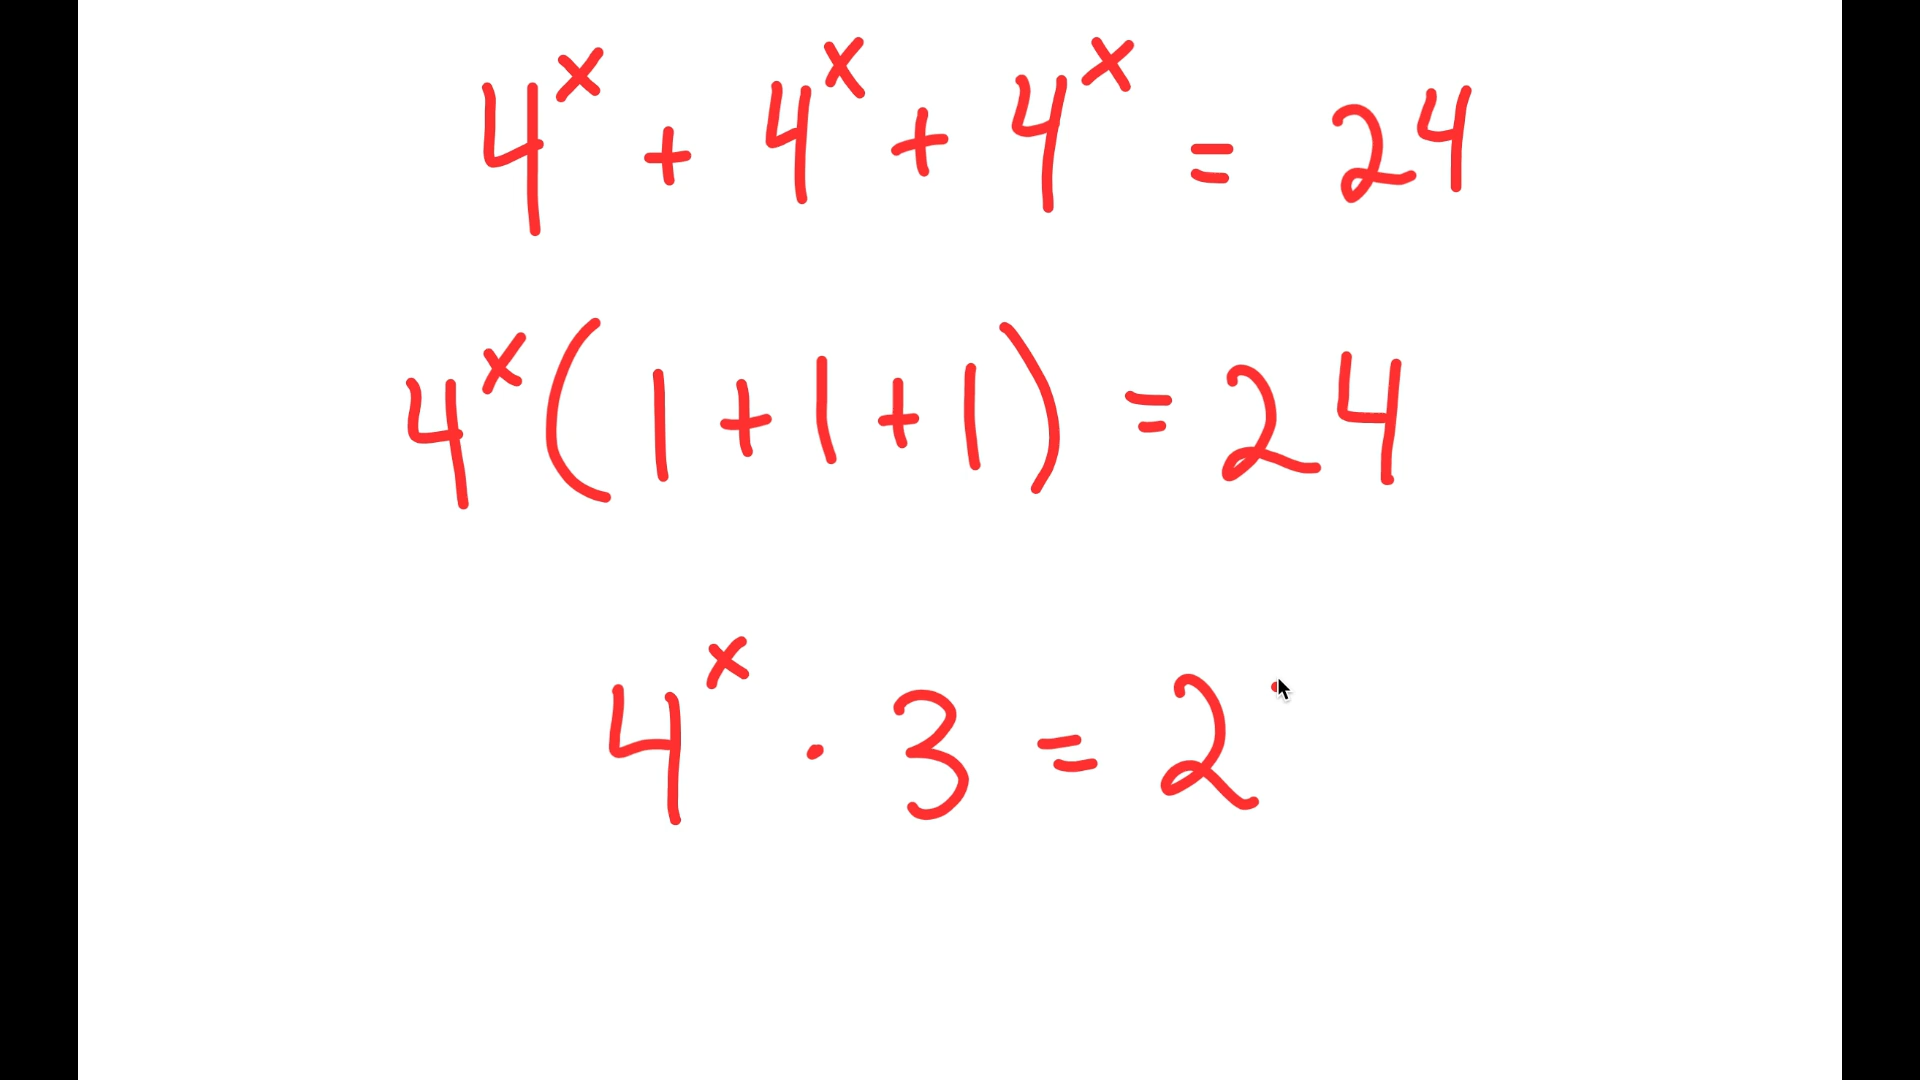 4^x + 4^x + 4^x = 24
4^x (1 + 1 + 1) = 24
4^x · 3 = 2